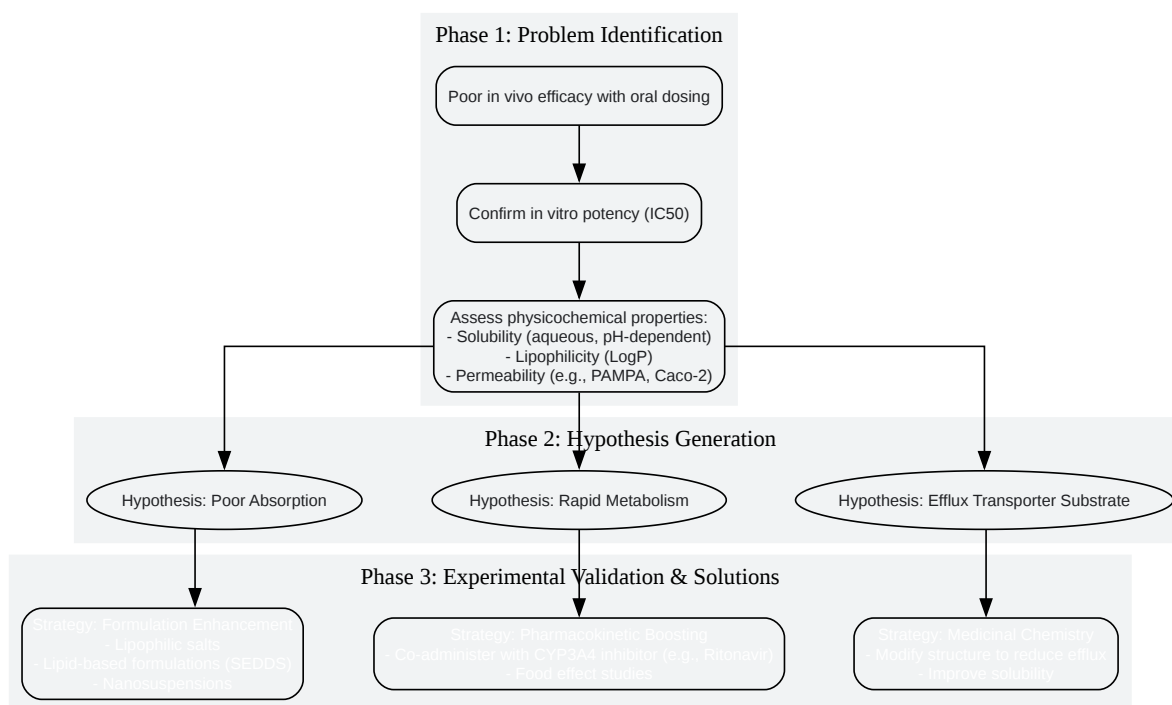 Phase 1: Problem Identification
Poor in vivo efficacy with oral dosing
Confirm in vitro potency (IC50)
Assess physicochemical properties:
- Solubility (aqueous, pH-dependent)
- Lipophilicity (LogP)
- Permeability (e.g., PAMPA, Caco-2)
Phase 2: Hypothesis Generation
Hypothesis: Poor Absorption
Hypothesis: Rapid Metabolism
Hypothesis: Efflux Transporter Substrate
Phase 3: Experimental Validation & Solutions
Strategy: Formulation Enhancement
- Lipophilic salts
- Lipid-based formulations (SEDDS)
- Nanosuspensions
Strategy: Pharmacokinetic Boosting
- Co-administer with CYP3A4 inhibitor (e.g., Ritonavir)
- Food effect studies
Strategy: Medicinal Chemistry
- Modify structure to reduce efflux
- Improve solubility